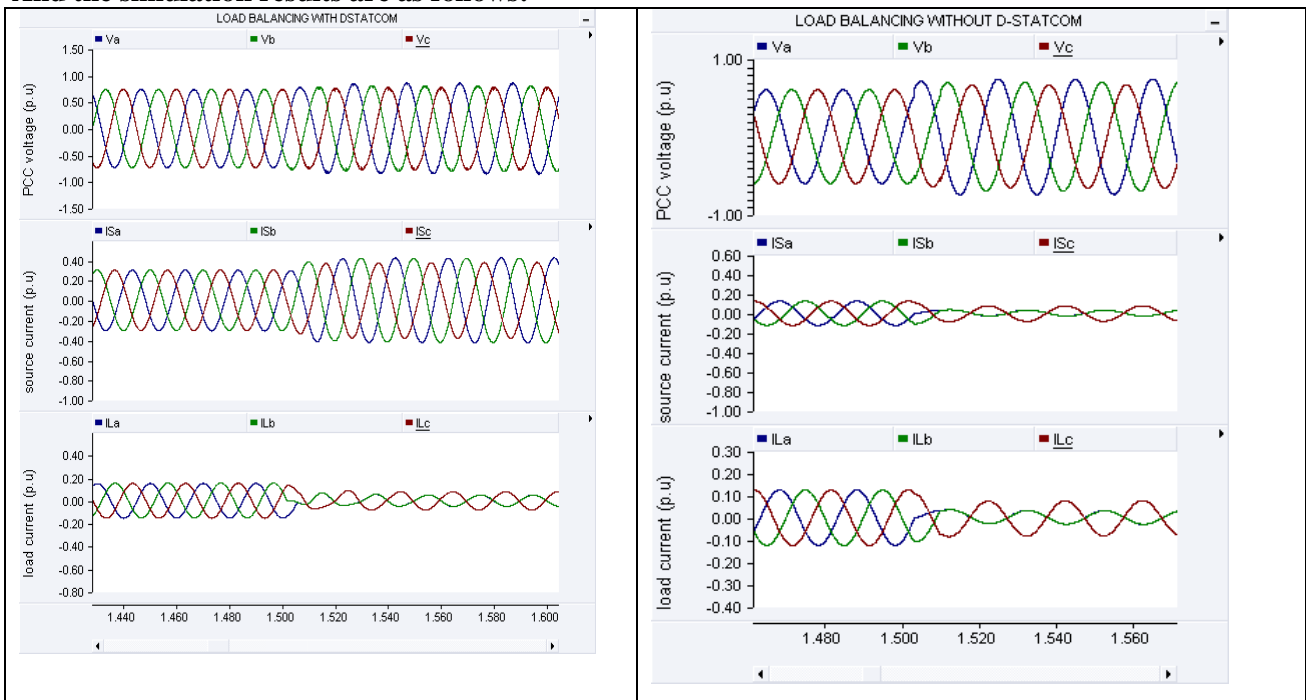 And the simulation results are as follows:
LOAD BALANCING WITH DSTATCOM
Va Vb Vc
PCC voltage (p.u)
1.50
1.00
0.50
0.00
-0.50
-1.00
-1.50
ISa ISb ISc
source current (p.u)
0.40
0.20
0.00
-0.20
-0.40
-0.60
-0.80
-1.00
ILa ILb ILc
load current (p.u)
0.40
0.20
0.00
-0.20
-0.40
-0.60
-0.80
1.440 1.460 1.480 1.500 1.520 1.540 1.560 1.580 1.600
LOAD BALANCING WITHOUT D-STATCOM
Va Vb Vc
PCC voltage (p.u)
1.00
-1.00
ISa ISb ISc
source current (p.u)
0.60
0.40
0.20
0.00
-0.20
-0.40
-0.60
-0.80
-1.00
ILa ILb ILc
load current (p.u)
0.30
0.20
0.10
0.00
-0.10
-0.20
-0.30
-0.40
1.480 1.500 1.520 1.540 1.560